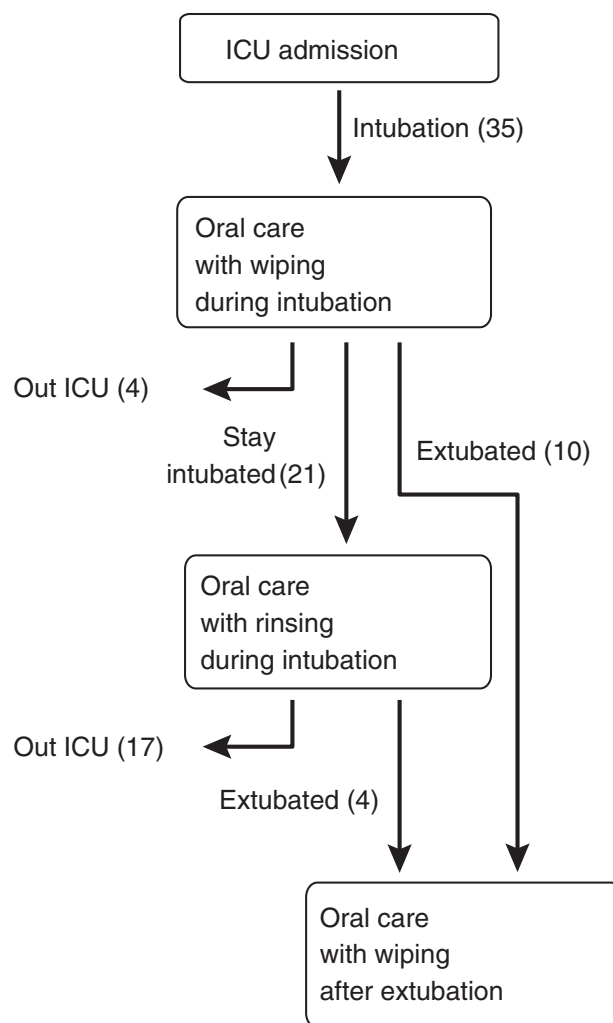 ICU admission
Intubation (35)
Oral care
with wiping
during intubation
Out ICU (4)
Stay
intubated (21)
Extubated (10)
Oral care
with rinsing
during intubation
Out ICU (17)
Extubated (4)
Oral care
with wiping
after extubation